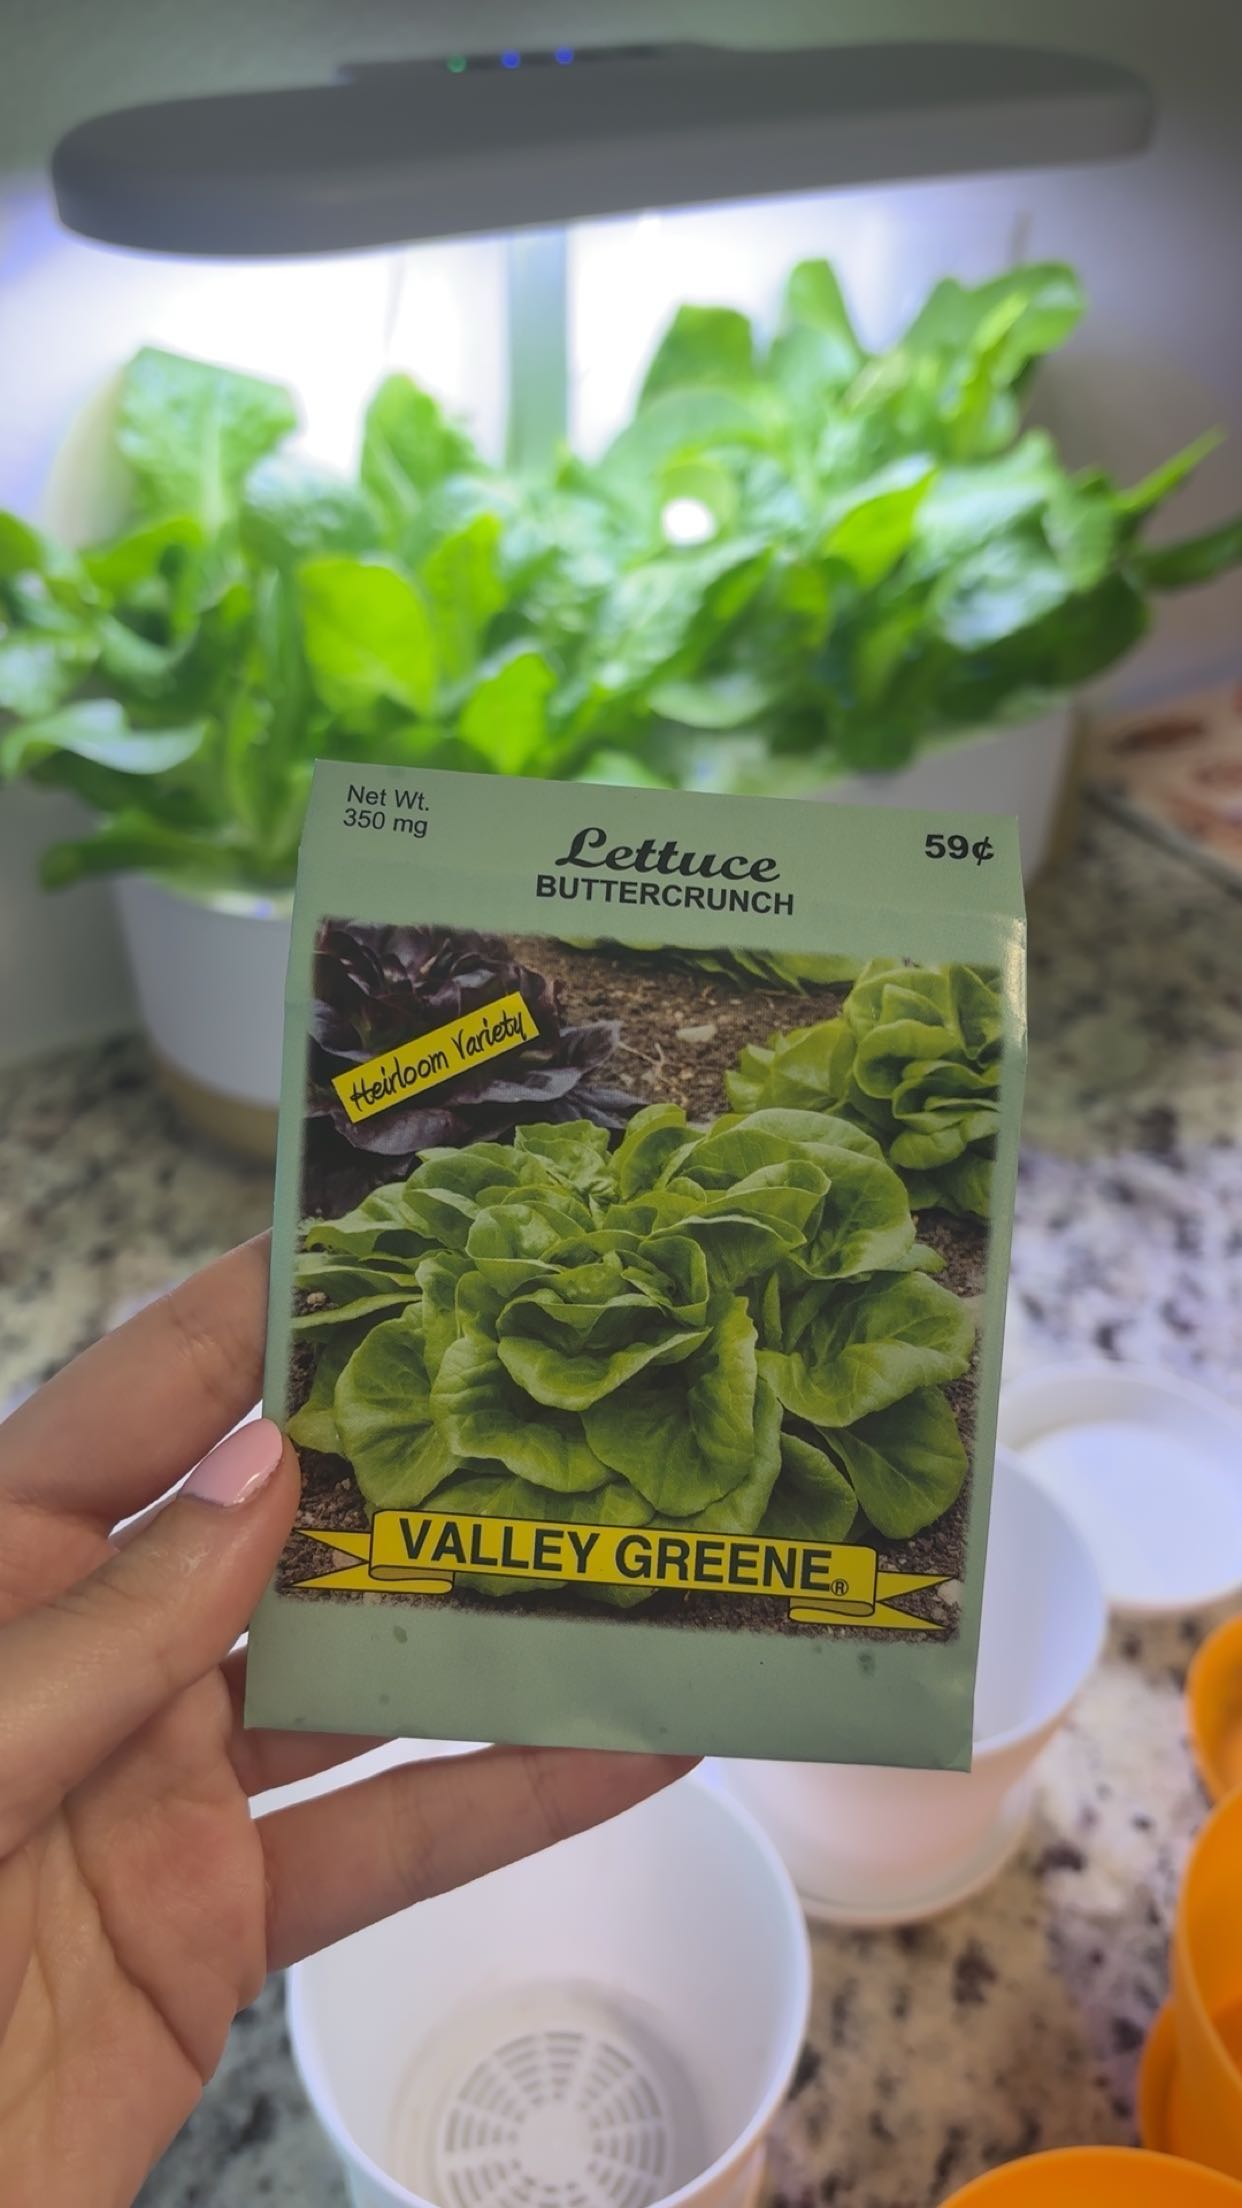 Net Wt.
350 mg
Lettuce
BUTTERCRUNCH
59¢
Heirloom Variety
VALLEY GREENE®